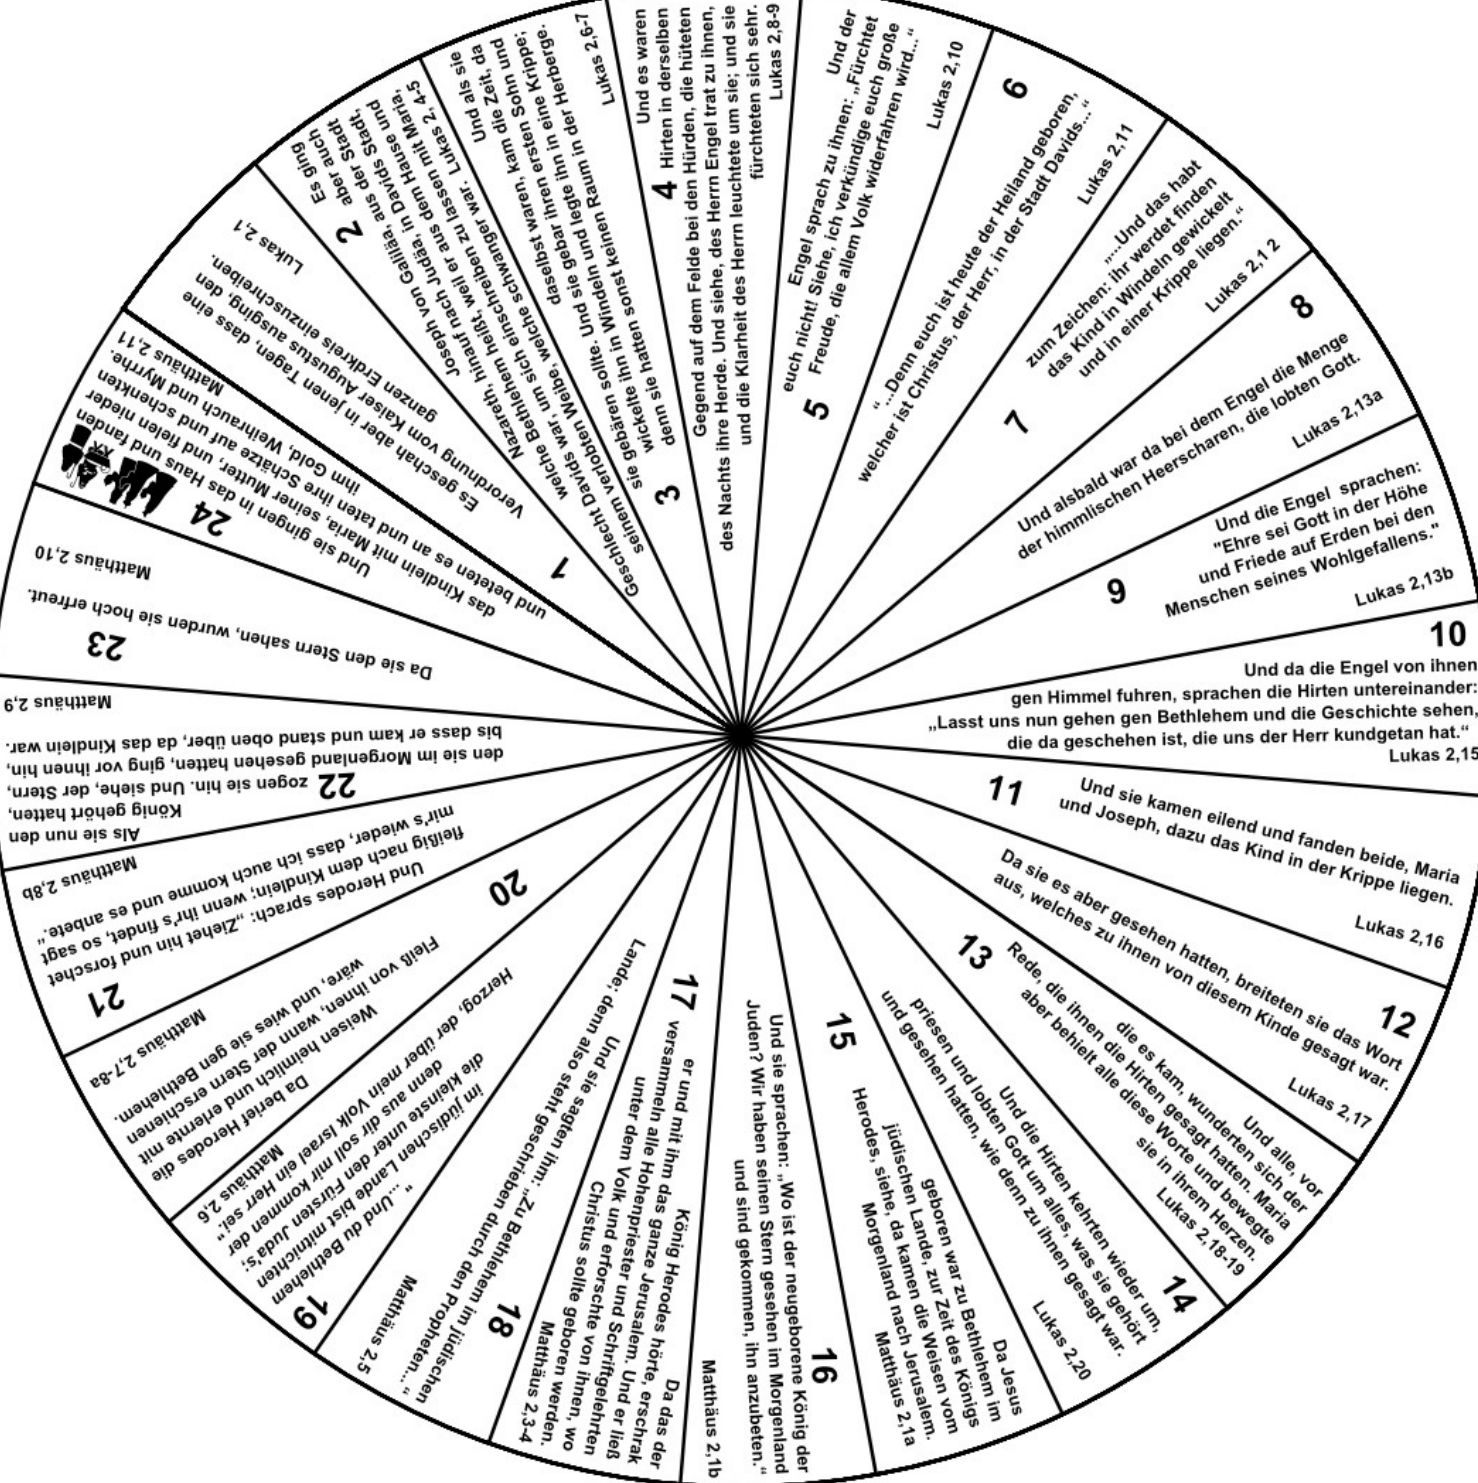 1
Es geschah aber in jenen Tagen, dass eine
Verordnung vom Kaiser Augustus ausging, den
ganzen Erdkreis einzuschreiben.
Lukas 2,1
2
Es ging
aber auch
Joseph von Galiläa, aus der Stadt
Nazareth, hinauf nach Judäa, in Davids Stadt,
welche Bethlehem heißt, weil er aus dem Hause und
Geschlecht Davids war, um sich einschreiben zu lassen mit Maria,
seinem verlobten Weibe, welche schwanger war. Lukas 2, 4-5
3
Und als sie
daselbst waren, kam die Zeit, da
sie gebären sollte. Und sie gebar ihren ersten Sohn und
wickelte ihn in Windeln und legte ihn in eine Krippe;
denn sie hatten sonst keinen Raum in der Herberge.
Lukas 2,6-7
Und es waren
4 Hirten in derselben
Gegend auf dem Felde bei den Hürden, die hüteten
des Nachts ihre Herde. Und siehe, des Herrn Engel trat zu ihnen,
und die Klarheit des Herrn leuchtete um sie; und sie
fürchteten sich sehr.
Lukas 2,8-9
5
Und der
Engel sprach zu ihnen: „Fürchtet
euch nicht! Siehe, ich verkündige euch große
Freude, die allem Volk widerfahren wird...“
Lukas 2,10
6
“...Denn euch ist heute der Heiland geboren,
welcher ist Christus, der Herr, in der Stadt Davids...“
Lukas 2,11
7
„...Und das habt
zum Zeichen: ihr werdet finden
das Kind in Windeln gewickelt
und in einer Krippe liegen.“
Lukas 2,1 2
8
Und alsbald war da bei dem Engel die Menge
der himmlischen Heerscharen, die lobten Gott.
Lukas 2,13a
9
Und die Engel sprachen:
"Ehre sei Gott in der Höhe
und Friede auf Erden bei den
Menschen seines Wohlgefallens."
Lukas 2,13b
10
Und da die Engel von ihnen
gen Himmel fuhren, sprachen die Hirten untereinander:
„Lasst uns nun gehen gen Bethlehem und die Geschichte sehen,
die da geschehen ist, die uns der Herr kundgetan hat.“
Lukas 2,15
11
Und sie kamen eilend und fanden beide, Maria
und Joseph, dazu das Kind in der Krippe liegen.
Lukas 2,16
12
Da sie es aber gesehen hatten, breiteten sie das Wort
aus, welches zu ihnen von diesem Kinde gesagt war.
Lukas 2,17
13
Und alle, vor
die es kam, wunderten sich der
Rede, die ihnen die Hirten gesagt hatten. Maria
aber behielt alle diese Worte und bewegte
sie in ihrem Herzen.
Lukas 2,18-19
14
Und die Hirten kehrten wieder um,
priesen und lobten Gott um alles, was sie gehört
und gesehen hatten, wie denn zu ihnen gesagt war.
Lukas 2,20
15
Da Jesus
geboren war zu Bethlehem im
jüdischen Lande, zur Zeit des Königs
Herodes, siehe, da kamen die Weisen vom
Morgenland nach Jerusalem.
Matthäus 2,1a
16
Und sie sprachen: „Wo ist der neugeborene König der
Juden? Wir haben seinen Stern gesehen im Morgenland
und sind gekommen, ihn anzubeten.“
Matthäus 2,1b
17
Da das der
König Herodes hörte, erschrak
er und mit ihm das ganze Jerusalem. Und er ließ
versammeln alle Hohenpriester und Schriftgelehrten
unter dem Volk und erforschte von ihnen, wo
Christus sollte geboren werden.
Matthäus 2,3-4
18
Und sie sagten ihm: „Zu Bethlehem im jüdischen
Lande; denn also steht geschrieben durch den Propheten...“
Matthäus 2,5
19
“...Und du Bethlehem
im jüdischen Lande bist mitnichten
die kleinste unter den Fürsten Juda's;
denn aus dir soll mir kommen der
Herzog, der über mein Volk Israel ein Herr sei.“
Matthäus 2,6
20
Da berief Herodes die
Weisen heimlich und erlernte mit
Fleiß von ihnen, wann der Stern erschienen
wäre, und wies sie gen Bethlehem.
Matthäus 2,7-8a
21
Und Herodes sprach: „Ziehet hin und forschet
fleißig nach dem Kindlein; wenn ihr's findet, so sagt
mir's wieder, dass ich auch komme und es anbete.“
Matthäus 2,8b
Als sie nun den
König gehört hatten,
22 zogen sie hin. Und siehe, der Stern,
den sie im Morgenland gesehen hatten, ging vor ihnen hin,
bis dass er kam und stand oben über, da das Kindlein war.
Matthäus 2,9
23
Da sie den Stern sahen, wurden sie hoch erfreut.
Matthäus 2,10
24
Und sie gingen in das Haus und fanden
das Kindlein mit Maria, seiner Mutter, und fielen nieder
und beteten es an und taten ihre Schätze auf und schenkten
ihm Gold, Weihrauch und Myrrhe.
Matthäus 2,11